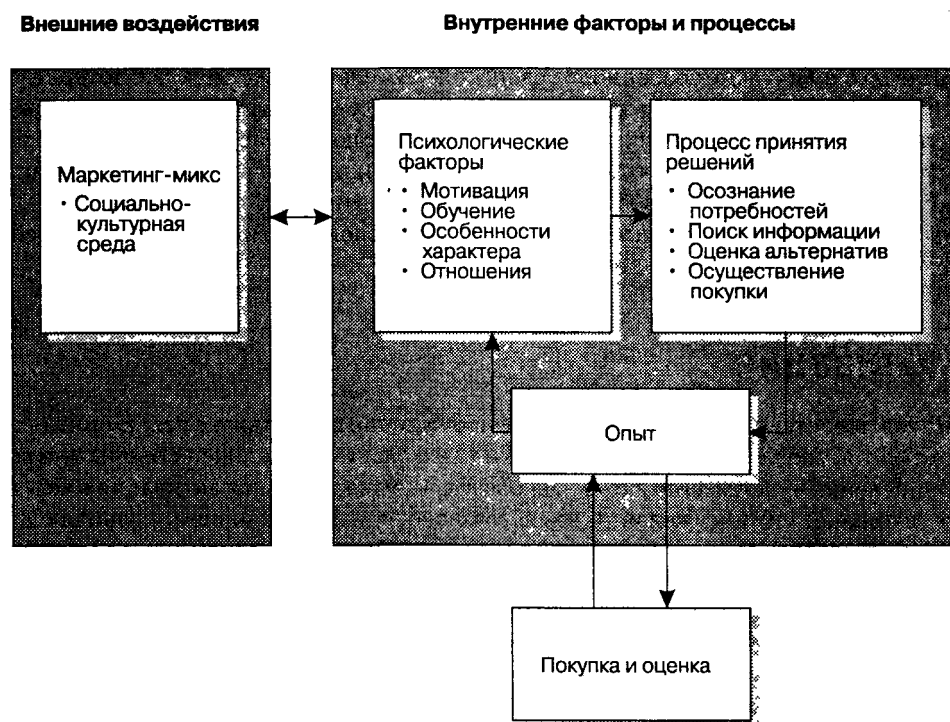 Внешние воздействия
Внутренние факторы и процессы
Маркетинг-микс
· Социально-
культурная
среда
Психологические
факторы
· Мотивация
· Обучение
· Особенности
характера
· Отношения
Процесс принятия
решений
· Осознание
потребностей
· Поиск информации
· Оценка альтернатив
· Осуществление
покупки
Опыт
Покупка и оценка